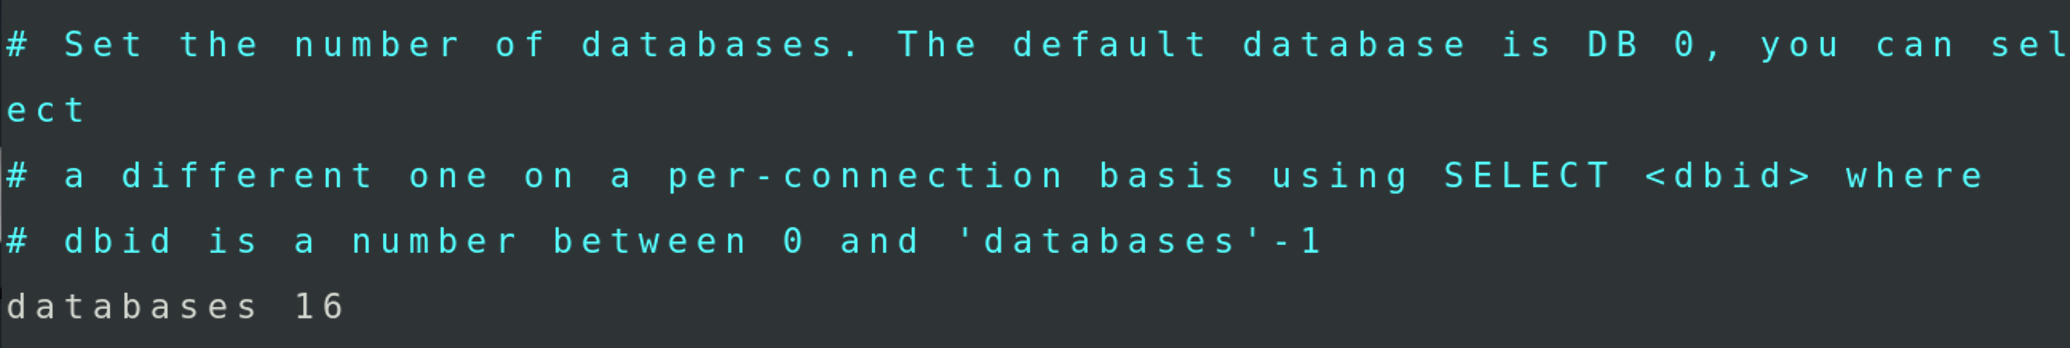 # Set the number of databases. The default database is DB 0, you can sel
ect
# a different one on a per-connection basis using SELECT <dbid> where
# dbid is a number between 0 and 'databases'-1
databases 16